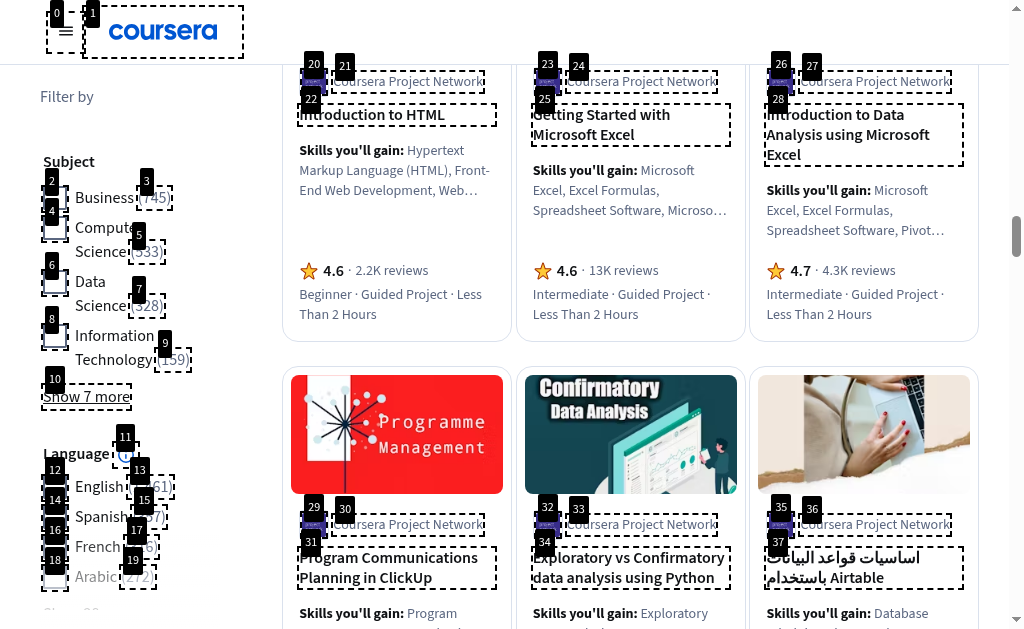 0
1
coursera
Filter by
Subject
2
3
Business (745)
4
Computer
5
Science (533)
6
Data
7
Science (328)
8
Information
9
Technology (159)
10
Show 7 more
11
Language
12
13
English
14
15
Spanish
16
17
French
18
19
Arabic (272)
20
21
Coursera Project Network
22
Introduction to HTML
Skills you'll gain: Hypertext
Markup Language (HTML), Front-
End Web Development, Web…
4.6 · 2.2K reviews
Beginner · Guided Project · Less
Than 2 Hours
23
24
Coursera Project Network
25
Getting Started with
Microsoft Excel
Skills you'll gain: Microsoft
Excel, Excel Formulas,
Spreadsheet Software, Microso…
4.6 · 13K reviews
Intermediate · Guided Project ·
Less Than 2 Hours
26
27
Coursera Project Network
28
Introduction to Data
Analysis using Microsoft
Excel
Skills you'll gain: Microsoft
Excel, Excel Formulas,
Spreadsheet Software, Pivot…
4.7 · 4.3K reviews
Intermediate · Guided Project ·
Less Than 2 Hours
Programme
Management
29
30
Coursera Project Network
31
Program Communications
Planning in ClickUp
Skills you'll gain: Program
Confirmatory
Data Analysis
32
33
Coursera Project Network
34
Exploratory vs Confirmatory
data analysis using Python
Skills you'll gain: Exploratory
35
36
Coursera Project Network
37
اساسيات قواعد البيانات
باستخدام Airtable
Skills you'll gain: Database